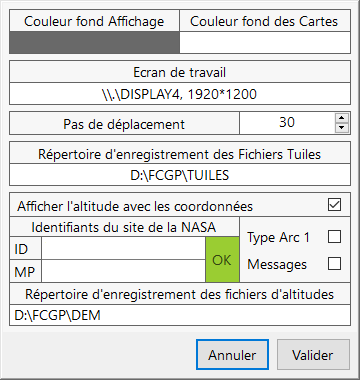 Couleur fond Affichage
Couleur fond des Cartes
Ecran de travail
\\.\DISPLAY4, 1920*1200
Pas de déplacement
30
Répertoire d'enregistrement des Fichiers Tuiles
D:\FCGP\TUILES
Afficher l'altitude avec les coordonnées
Identifiants du site de la NASA
ID
MP
OK
Type Arc 1
Messages
Répertoire d'enregistrement des fichiers d'altitudes
D:\FCGP\DEM
Annuler
Valider